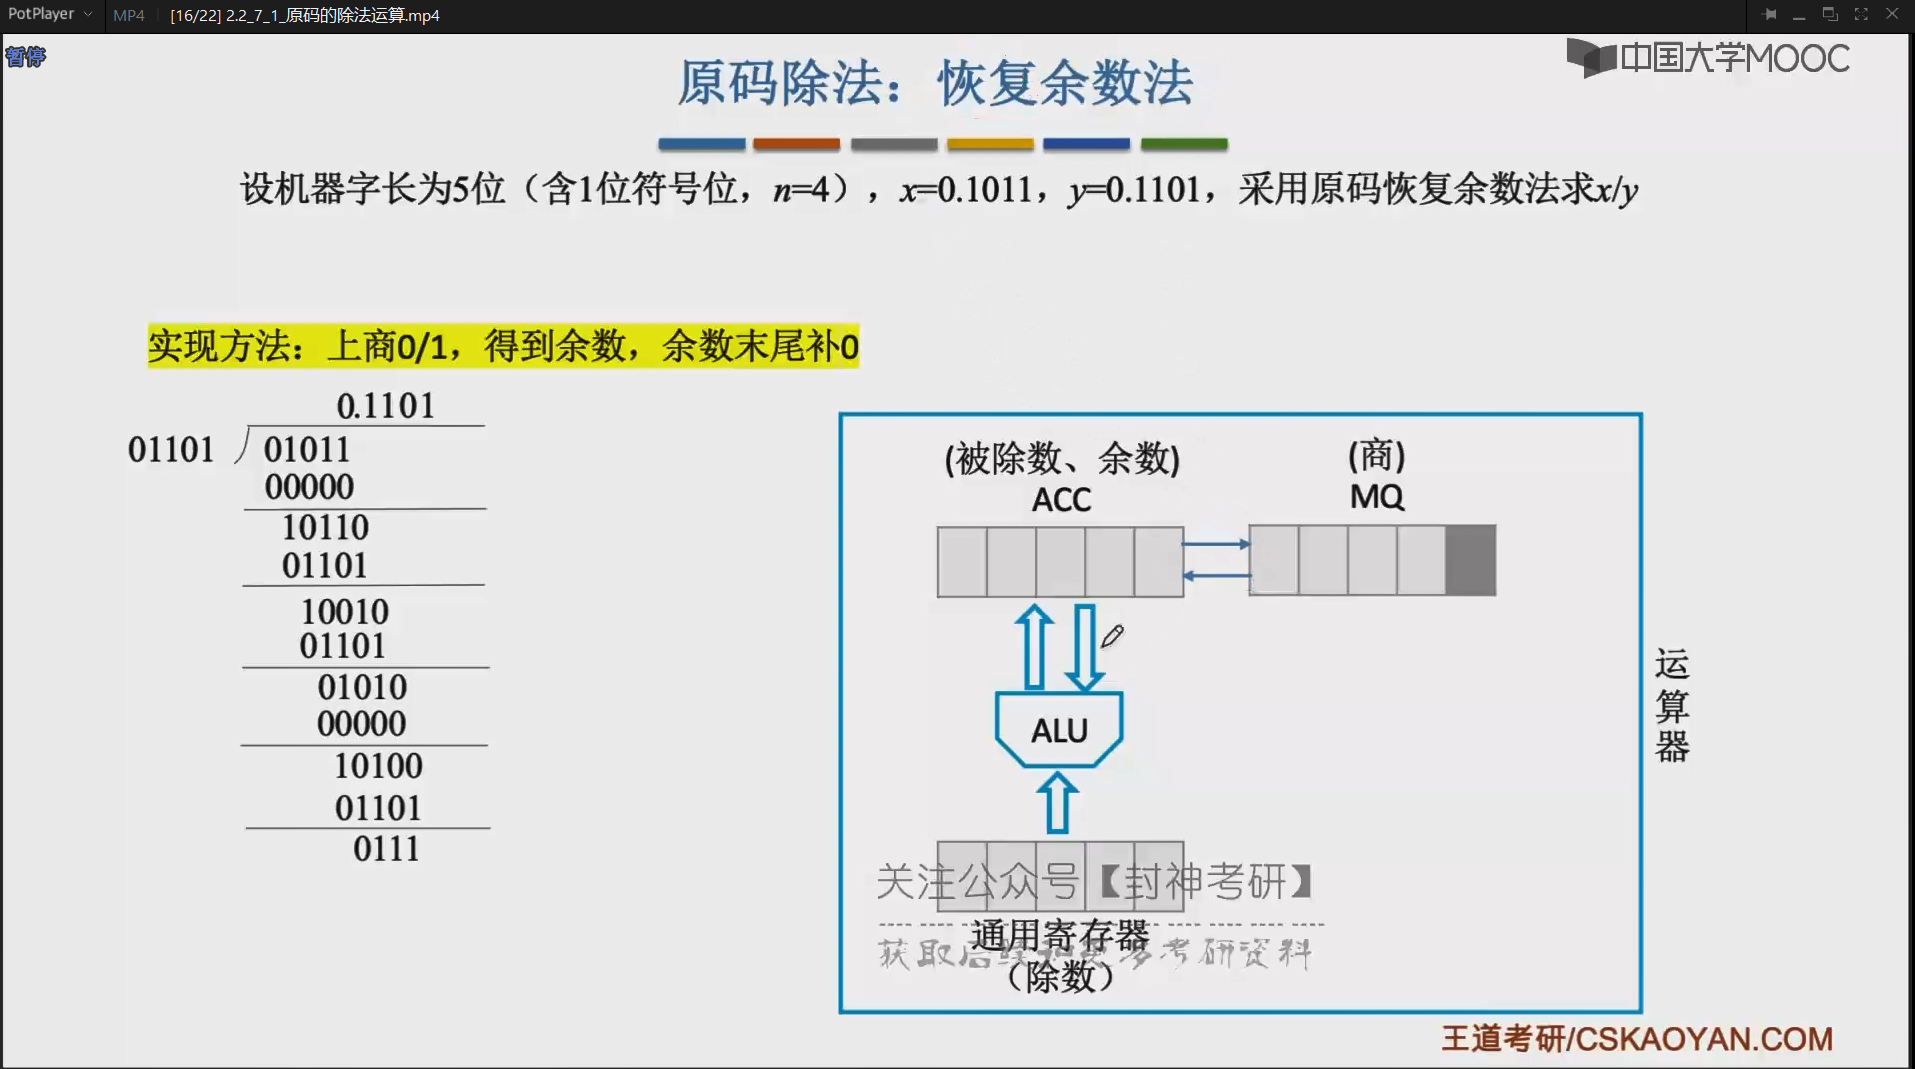 PotPlayer MP4 [16/22] 2.2_7_1_原码的除法运算.mp4
暂停
中国大学MOOC
原码除法：恢复余数法
设机器字长为5位（含1位符号位，n=4），x=0.1011，y=0.1101，采用原码恢复余数法求x/y
实现方法：上商0/1，得到余数，余数末尾补0
0.1101
01101 01011
00000
10110
01101
10010
01101
01010
00000
10100
01101
0111
(被除数、余数)
ACC
(商)
MQ
ALU
运算器
关注公众号【封神考研】
通用寄存器
获取后续和更多考研资料
（除数）
王道考研/CSKAOYAN.COM